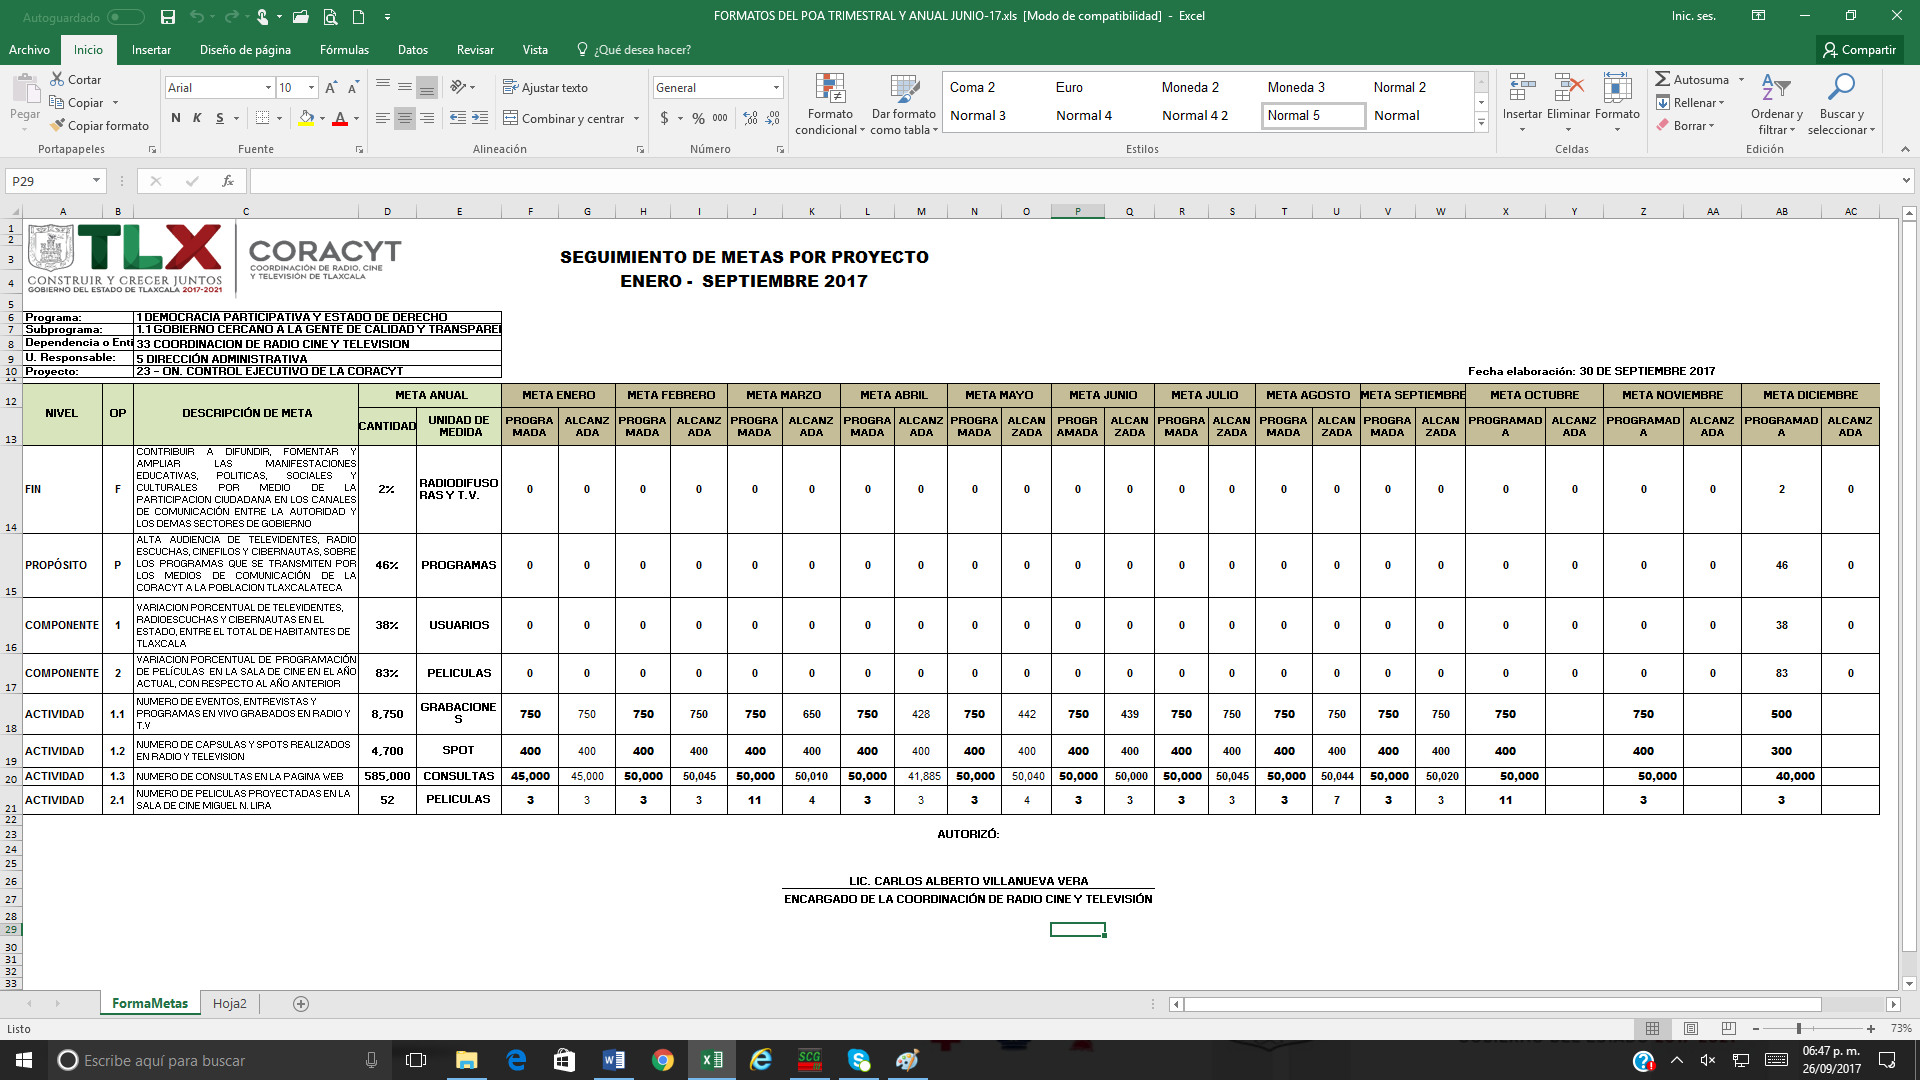 Autoguardado
FORMATOS DEL POA TRIMESTRAL Y ANUAL JUNIO-17.xls [Modo de compatibilidad] - Excel
Inic. ses.
Archivo Inicio Insertar Diseño de página Fórmulas Datos Revisar Vista ¿Qué desea hacer? Compartir
Pegar Cortar Copiar Copiar formato
Arial 10
N K S
Ajustar texto
Combinar y centrar
General
$ % 000
Formato condicional Dar formato como tabla
Coma 2 Euro Moneda 2 Moneda 3 Normal 2
Normal 3 Normal 4 Normal 4 2 Normal 5 Normal
Insertar Eliminar Formato
Autosuma Rellenar Borrar
Ordenar y filtrar Buscar y seleccionar
Portapapeles Fuente Alineación Número Estilos Celdas Edición
P29 fx
A B C D E F G H I J K L M N O P Q R S T U V W X Y Z AA AB AC
TLX
CONSTRUIR Y CRECER JUNTOS
GOBIERNO DEL ESTADO DE TLAXCALA 2017-2021
CORACYT
COORDINACIÓN DE RADIO, CINE
Y TELEVISIÓN DE TLAXCALA
SEGUIMIENTO DE METAS POR PROYECTO
ENERO - SEPTIEMBRE 2017
Programa: 1 DEMOCRACIA PARTICIPATIVA Y ESTADO DE DERECHO
Subprograma: 1.1 GOBIERNO CERCANO A LA GENTE DE CALIDAD Y TRANSPAREI
Dependencia o Enti 33 COORDINACION DE RADIO CINE Y TELEVISION
U. Responsable: 5 DIRECCIÓN ADMINISTRATIVA
Proyecto: 23 - ON. CONTROL EJECUTIVO DE LA CORACYT
Fecha elaboración: 30 DE SEPTIEMBRE 2017
NIVEL OP DESCRIPCIÓN DE META META ANUAL META ENERO META FEBRERO META MARZO META ABRIL META MAYO META JUNIO META JULIO META AGOSTO META SEPTIEMBRE META OCTUBRE META NOVIEMBRE META DICIEMBRE
CANTIDAD UNIDAD DE MEDIDA PROGRAMADA ALCANZADA PROGRAMADA ALCANZADA PROGRAMADA ALCANZADA PROGRAMADA ALCANZADA PROGRAMADA ALCANZADA PROGRAMADA ALCANZADA PROGRAMADA ALCANZADA PROGRAMADA ALCANZADA PROGRAMADA ALCANZADA PROGRAMADA ALCANZADA PROGRAMADA ALCANZADA PROGRAMADA ALCANZADA
FIN F CONTRIBUIR A DIFUNDIR, FOMENTAR Y AMPLIAR LAS MANIFESTACIONES EDUCATIVAS, POLITICAS, SOCIALES Y CULTURALES POR MEDIO DE LA PARTICIPACION CIUDADANA EN LOS CANALES DE COMUNICACIÓN ENTRE LA AUTORIDAD Y LOS DEMAS SECTORES DE GOBIERNO 2% RADIODIFUSORAS Y T.V. 0 0 0 0 0 0 0 0 0 0 0 0 0 0 0 0 0 0 0 0 0 0 2 0
PROPÓSITO P ALTA AUDIENCIA DE TELEVIDENTES, RADIO ESCUCHAS, CINEFILOS Y CIBERNAUTAS, SOBRE LOS PROGRAMAS QUE SE TRANSMITEN POR LOS MEDIOS DE COMUNICACIÓN DE LA CORACYT A LA POBLACION TLAXCALATECA 46% PROGRAMAS 0 0 0 0 0 0 0 0 0 0 0 0 0 0 0 0 0 0 0 0 0 0 46 0
COMPONENTE 1 VARIACION PORCENTUAL DE TELEVIDENTES, RADIOESCUCHAS Y CIBERNAUTAS EN EL ESTADO, ENTRE EL TOTAL DE HABITANTES DE TLAXCALA 38% USUARIOS 0 0 0 0 0 0 0 0 0 0 0 0 0 0 0 0 0 0 0 0 0 0 38 0
COMPONENTE 2 VARIACION PORCENTUAL DE PROGRAMACIÓN DE PELÍCULAS EN LA SALA DE CINE EN EL AÑO ACTUAL, CON RESPECTO AL AÑO ANTERIOR 83% PELICULAS 0 0 0 0 0 0 0 0 0 0 0 0 0 0 0 0 0 0 0 0 0 0 83 0
ACTIVIDAD 1.1 NUMERO DE EVENTOS, ENTREVISTAS Y PROGRAMAS EN VIVO GRABADOS EN RADIO Y T.V 8,750 GRABACIONES 750 750 750 750 750 650 750 428 750 442 750 439 750 750 750 750 750 750 750 750 500
ACTIVIDAD 1.2 NUMERO DE CAPSULAS Y SPOTS REALIZADOS EN RADIO Y TELEVISION 4,700 SPOT 400 400 400 400 400 400 400 400 400 400 400 400 400 400 400 400 400 400 400 400 300
ACTIVIDAD 1.3 NUMERO DE CONSULTAS EN LA PAGINA WEB 585,000 CONSULTAS 45,000 45,000 50,000 50,045 50,000 50,010 50,000 41,885 50,000 50,040 50,000 50,000 50,000 50,045 50,000 50,044 50,000 50,020 50,000 50,000 40,000
ACTIVIDAD 2.1 NUMERO DE PELICULAS PROYECTADAS EN LA SALA DE CINE MIGUEL N. LIRA 52 PELICULAS 3 3 3 3 11 4 3 3 3 4 3 3 3 3 3 7 3 3 11 3 3
AUTORIZÓ:
LIC. CARLOS ALBERTO VILLANUEVA VERA
ENCARGADO DE LA COORDINACIÓN DE RADIO CINE Y TELEVISIÓN
FormaMetas Hoja2
Listo 73%
Escribe aquí para buscar
SCG
06:47 p. m.
26/09/2017